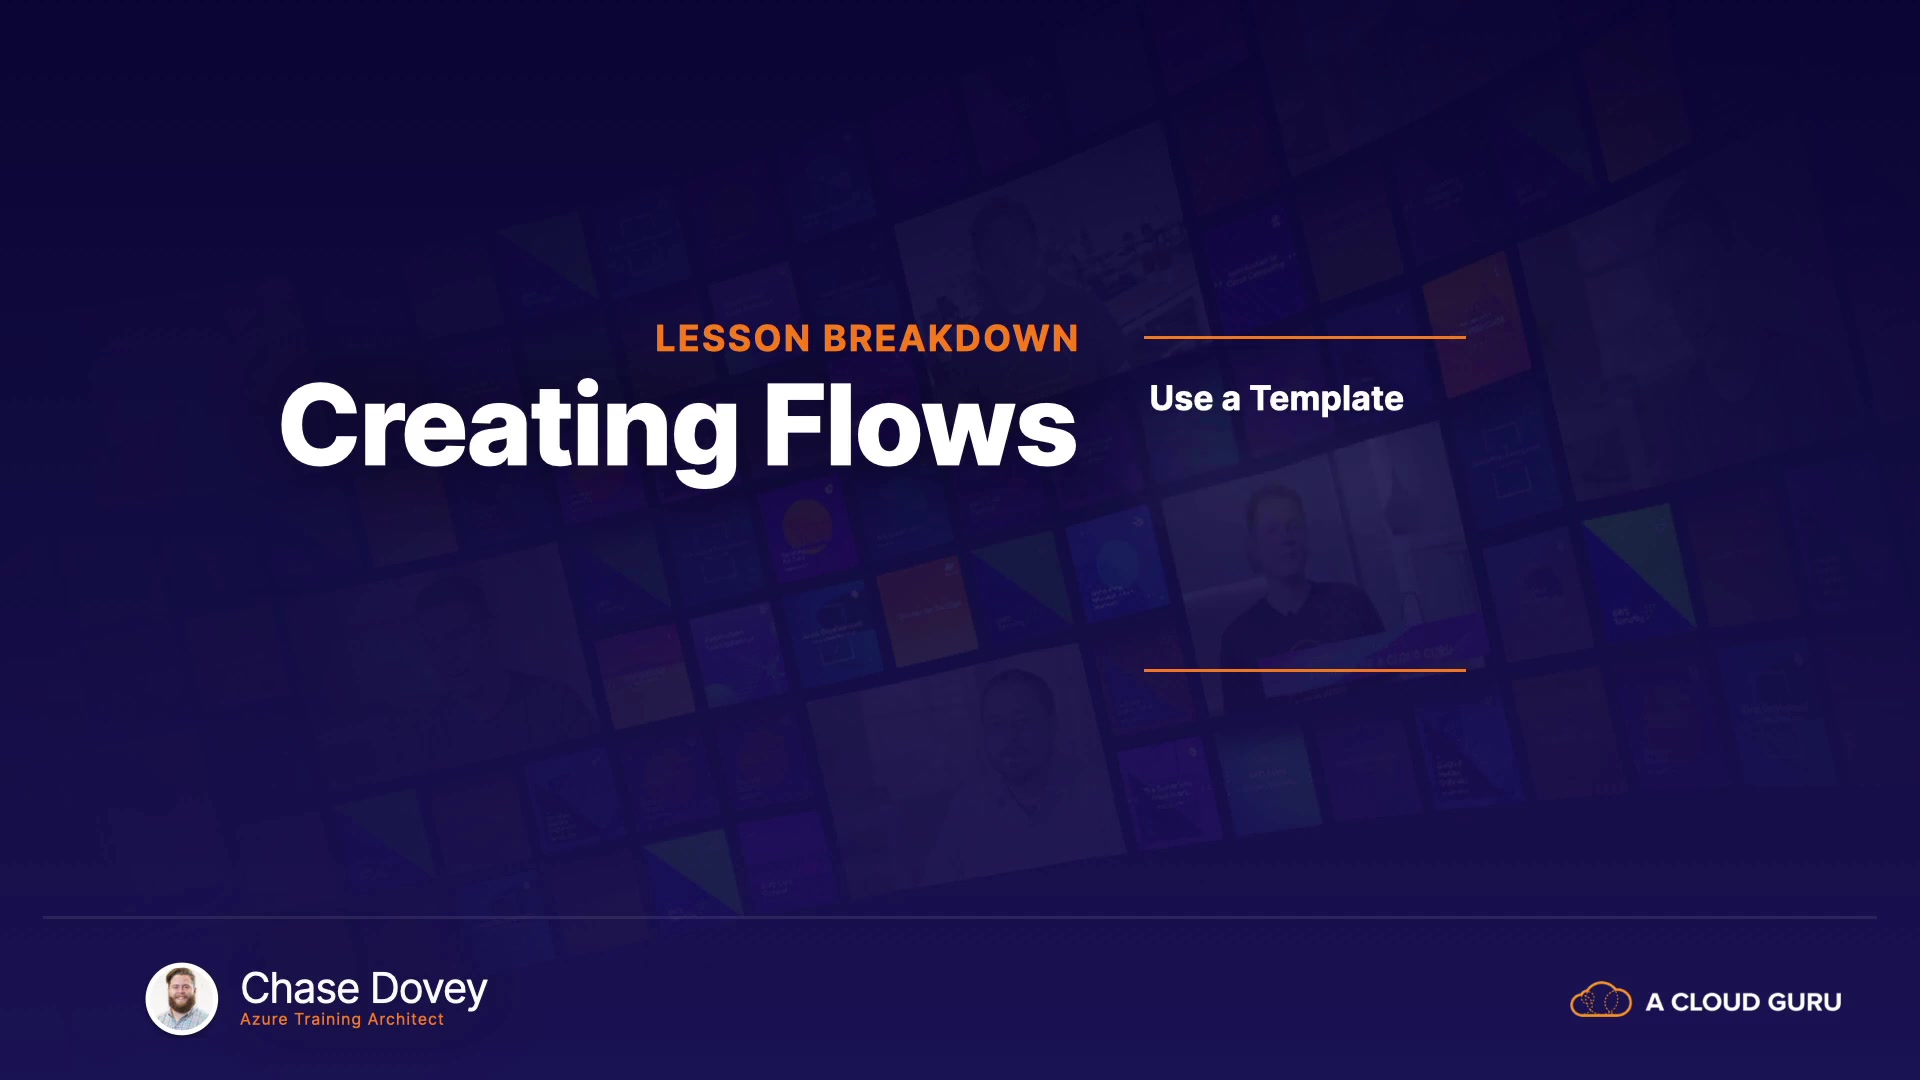 LESSON BREAKDOWN
Creating Flows
Use a Template
Chase Dovey
Azure Training Architect
A CLOUD GURU